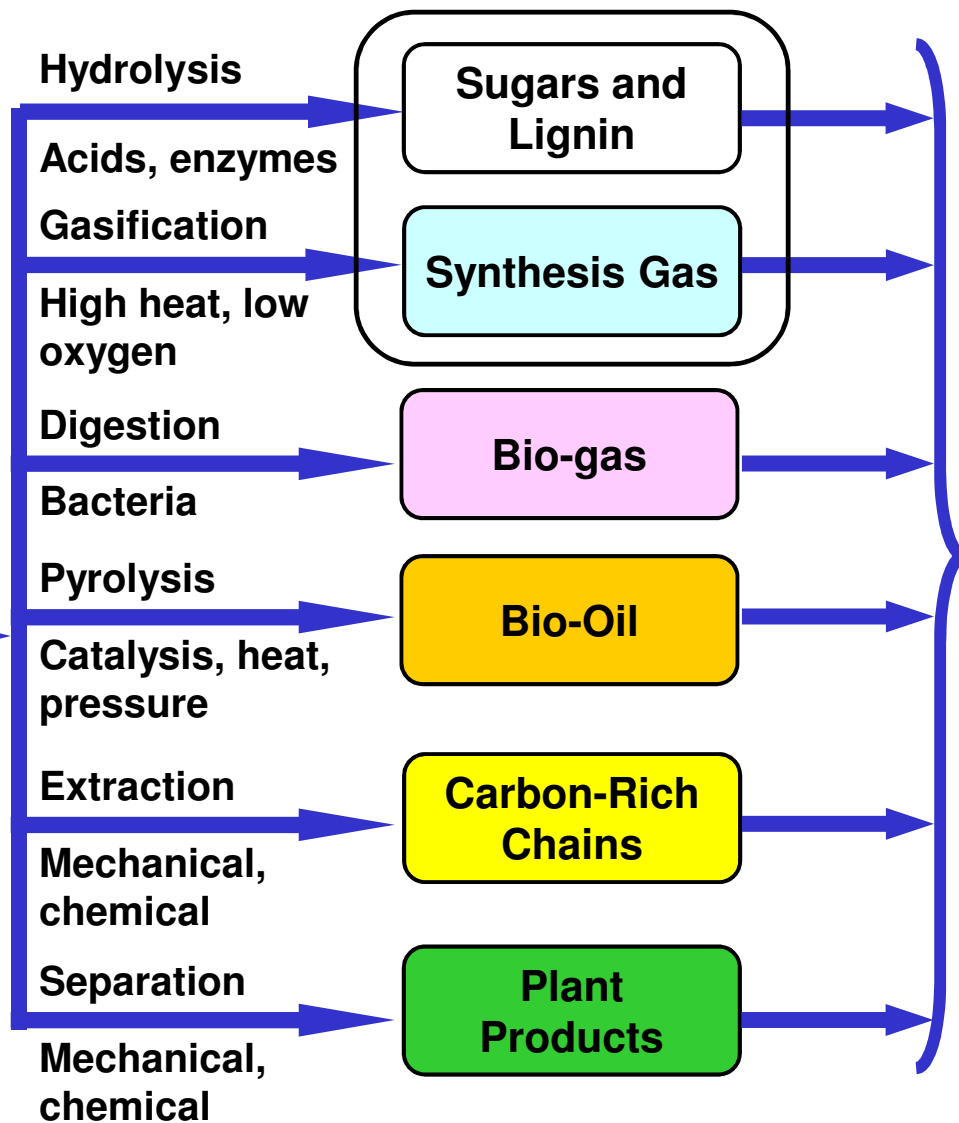 Hydrolysis
Acids, enzymes
Sugars and
Lignin
Gasification
High heat, low
oxygen
Synthesis Gas
Digestion
Bacteria
Bio-gas
Pyrolysis
Catalysis, heat,
pressure
Bio-Oil
Extraction
Mechanical,
chemical
Carbon-Rich
Chains
Separation
Mechanical,
chemical
Plant
Products